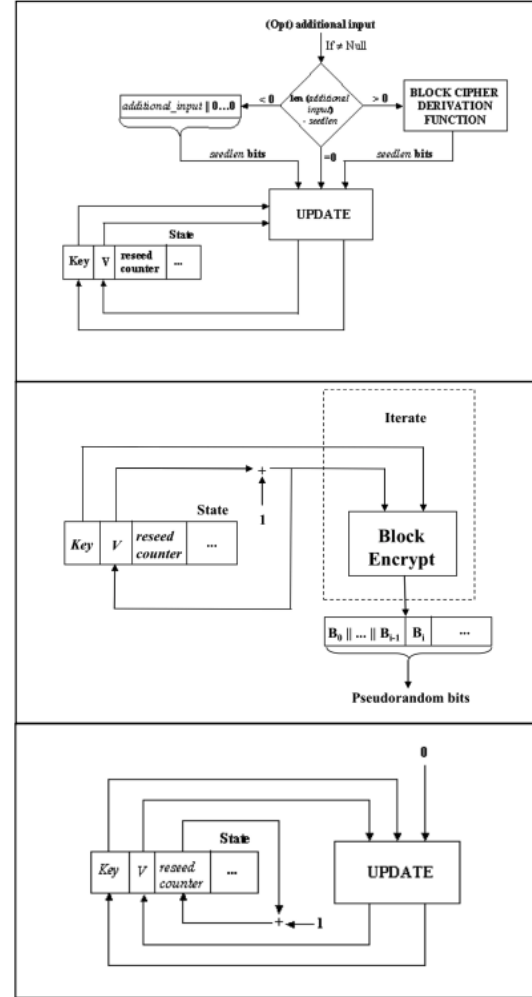 (Opt) additional input
If ≠ Null
< 0
len (additional
input)
- seedlen
> 0
additional_input || 0...0
BLOCK CIPHER
DERIVATION
FUNCTION
seedlen bits
=0
seedlen bits
UPDATE
State
Key V reseed counter ...
Iterate
+
State
1
Key V reseed counter ...
Block
Encrypt
B0 || ... || Bi-1 Bi ...
Pseudorandom bits
0
State
Key V reseed counter ...
UPDATE
+ 1